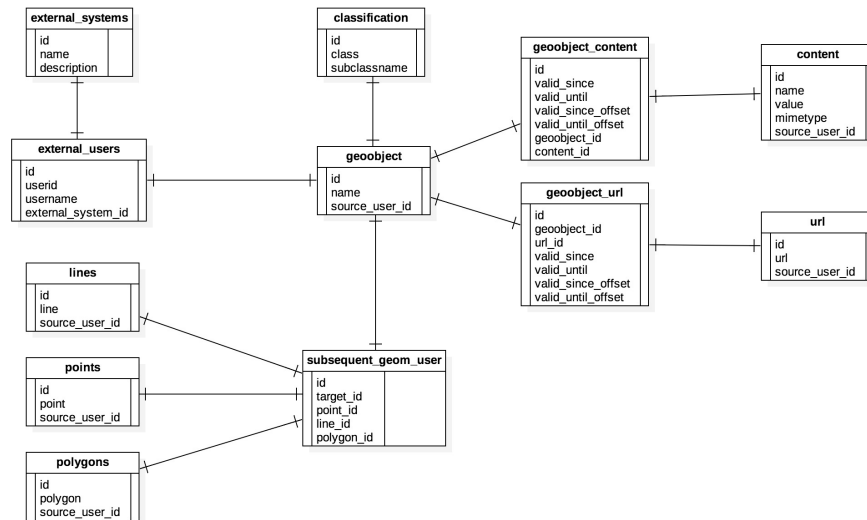 external_systems
id
name
description
classification
id
class
subclassname
geoobject_content
id
valid_since
valid_until
valid_since_offset
valid_until_offset
geoobject_id
content_id
content
id
name
value
mimetype
source_user_id
external_users
id
userid
username
external_system_id
geoobject
id
name
source_user_id
geoobject_url
id
geoobject_id
url_id
valid_since
valid_until
valid_since_offset
valid_until_offset
url
id
url
source_user_id
lines
id
line
source_user_id
points
id
point
source_user_id
subsequent_geom_user
id
target_id
point_id
line_id
polygon_id
polygons
id
polygon
source_user_id